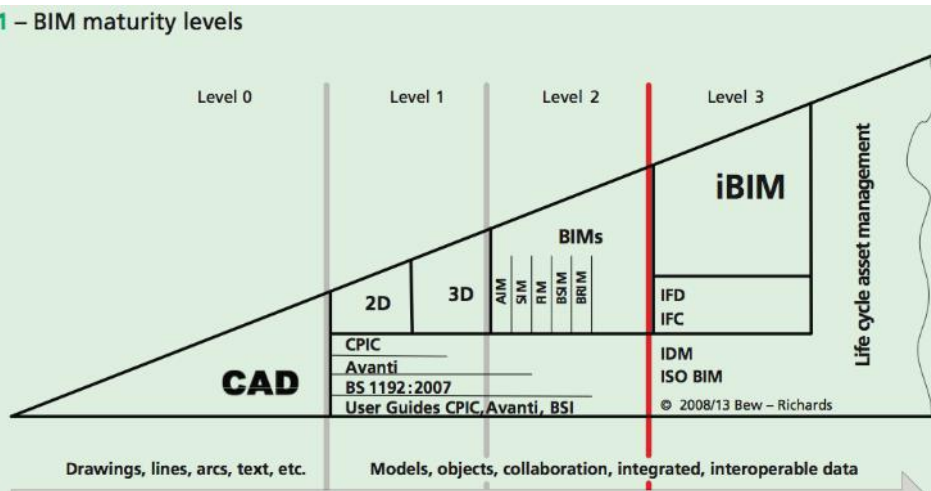 1 – BIM maturity levels
Level 0
Level 1
Level 2
Level 3
iBIM
BIMs
2D
3D
AIM
SIM
FIM
BSIM
BRIM
IFD
IFC
Life cycle asset management
CAD
CPIC
Avanti
BS 1192:2007
User Guides CPIC, Avanti, BSI
IDM
ISO BIM
© 2008/13 Bew – Richards
Drawings, lines, arcs, text, etc.
Models, objects, collaboration, integrated, interoperable data